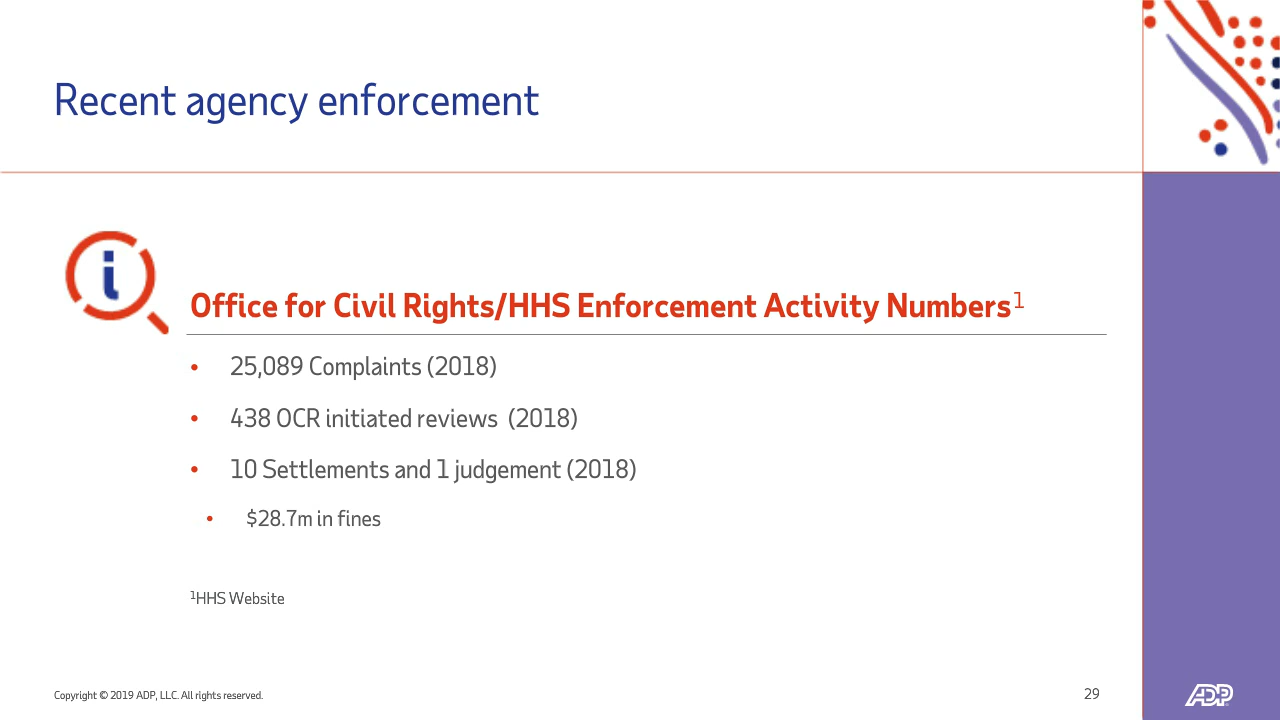 Recent agency enforcement
i
Office for Civil Rights/HHS Enforcement Activity Numbers¹
• 25,089 Complaints (2018)
• 438 OCR initiated reviews (2018)
• 10 Settlements and 1 judgement (2018)
• $28.7m in fines
¹HHS Website
Copyright © 2019 ADP, LLC. All rights reserved.
29
ADP